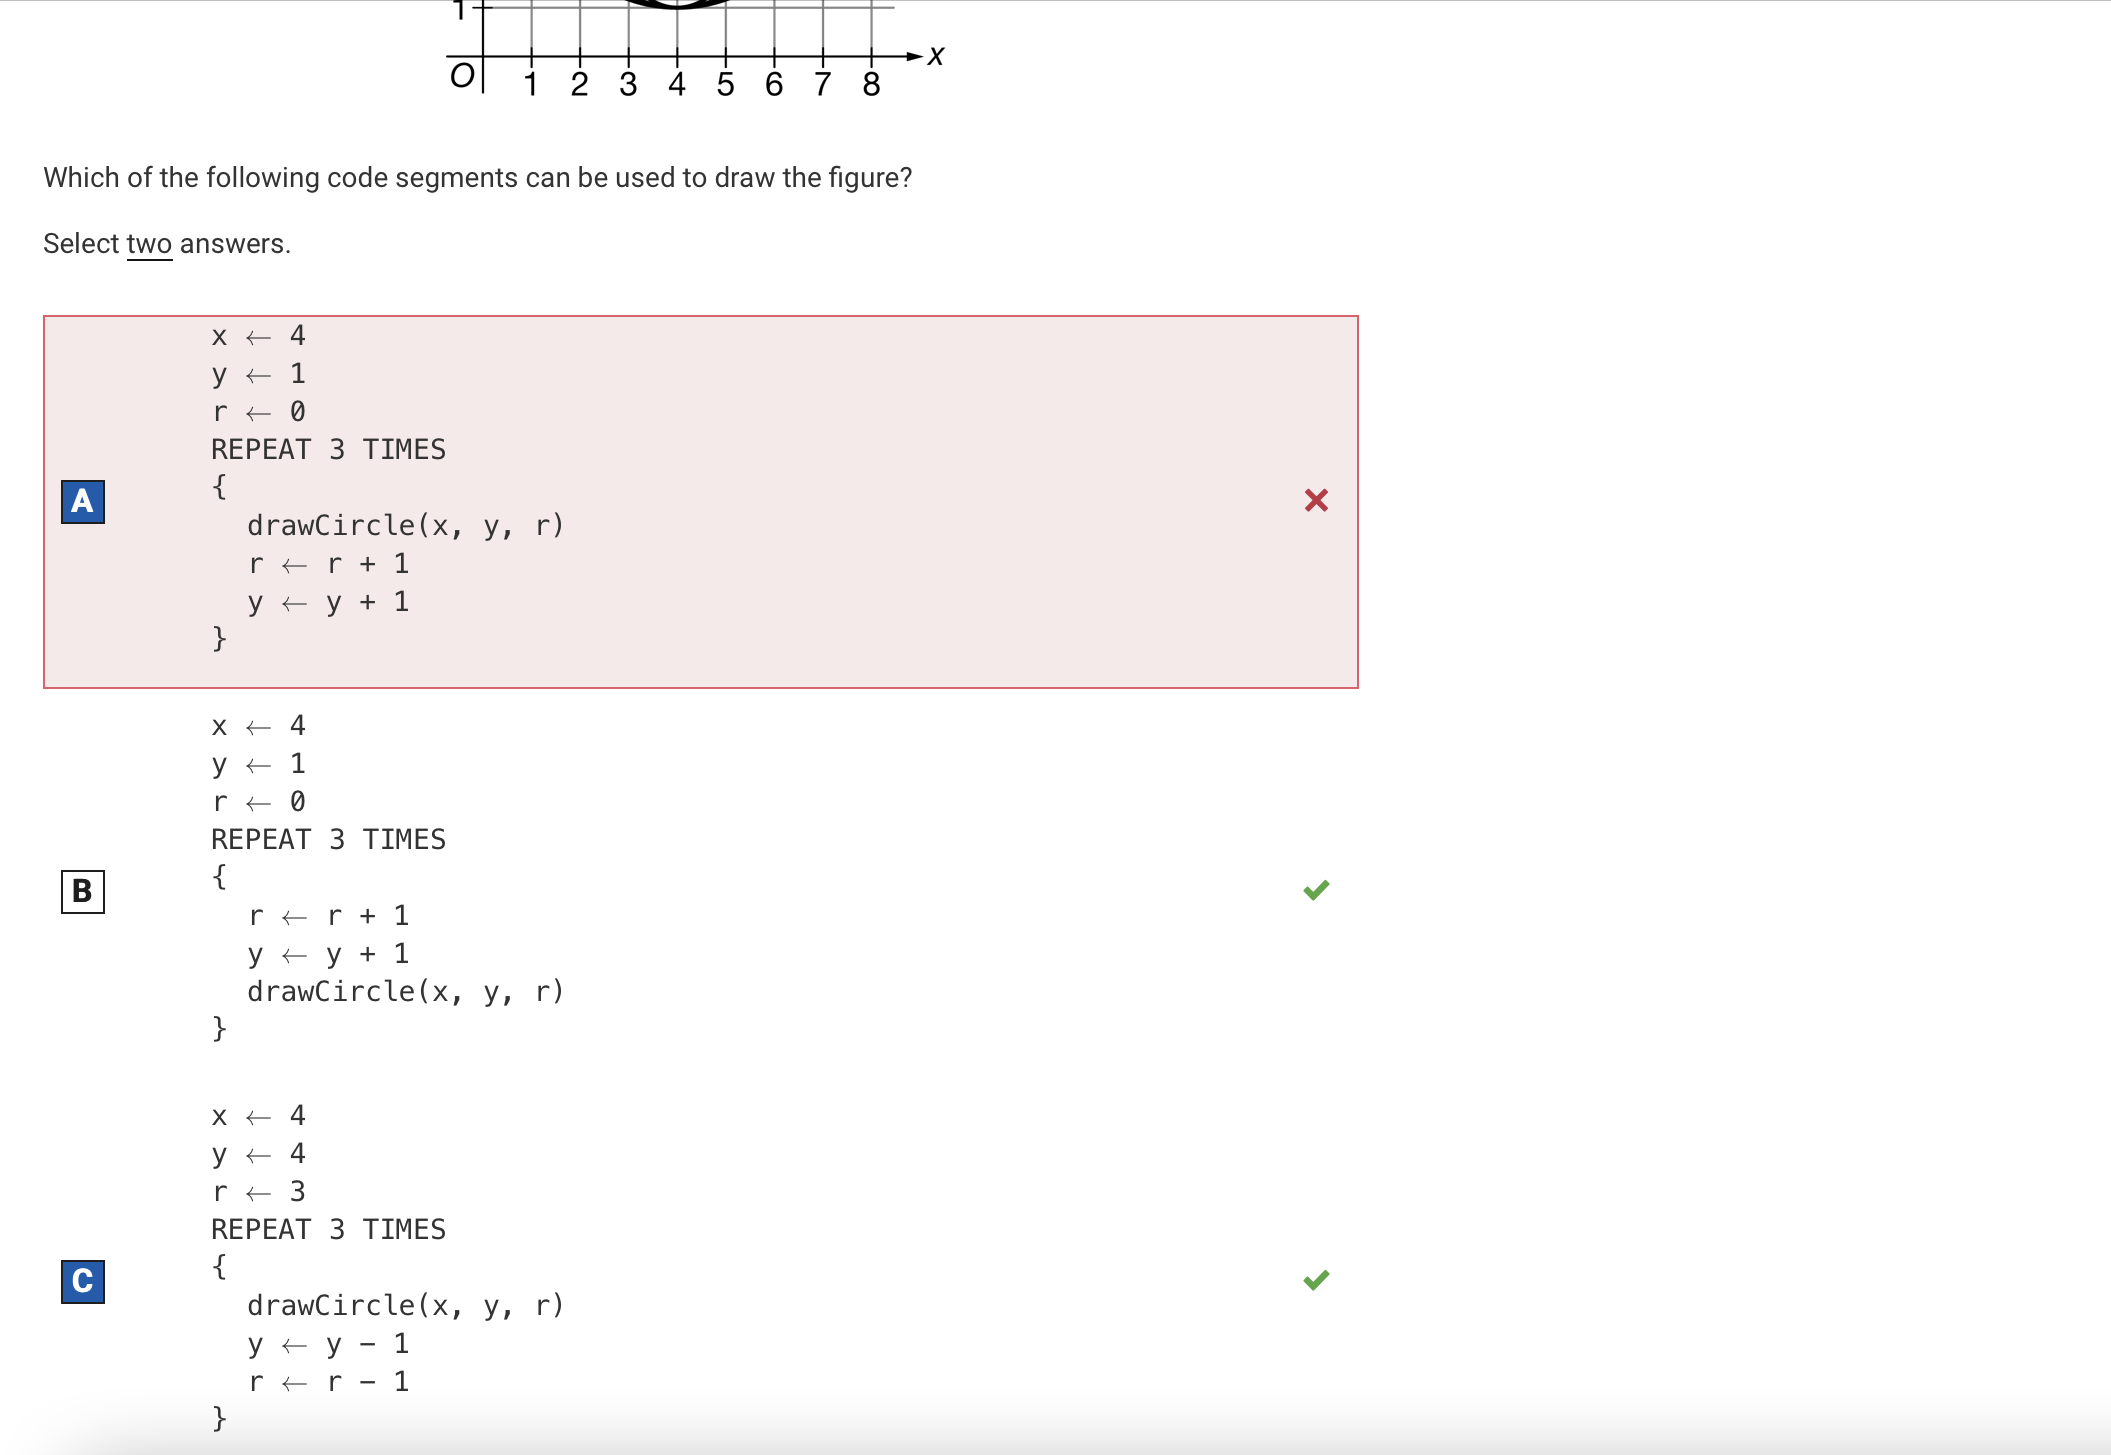 1
x
O 1 2 3 4 5 6 7 8
Which of the following code segments can be used to draw the figure?
Select two answers.
A
x ← 4
y ← 1
r ← 0
REPEAT 3 TIMES
{
drawCircle(x, y, r)
r ← r + 1
y ← y + 1
}
B
x ← 4
y ← 1
r ← 0
REPEAT 3 TIMES
{
r ← r + 1
y ← y + 1
drawCircle(x, y, r)
}
C
x ← 4
y ← 4
r ← 3
REPEAT 3 TIMES
{
drawCircle(x, y, r)
y ← y − 1
r ← r − 1
}